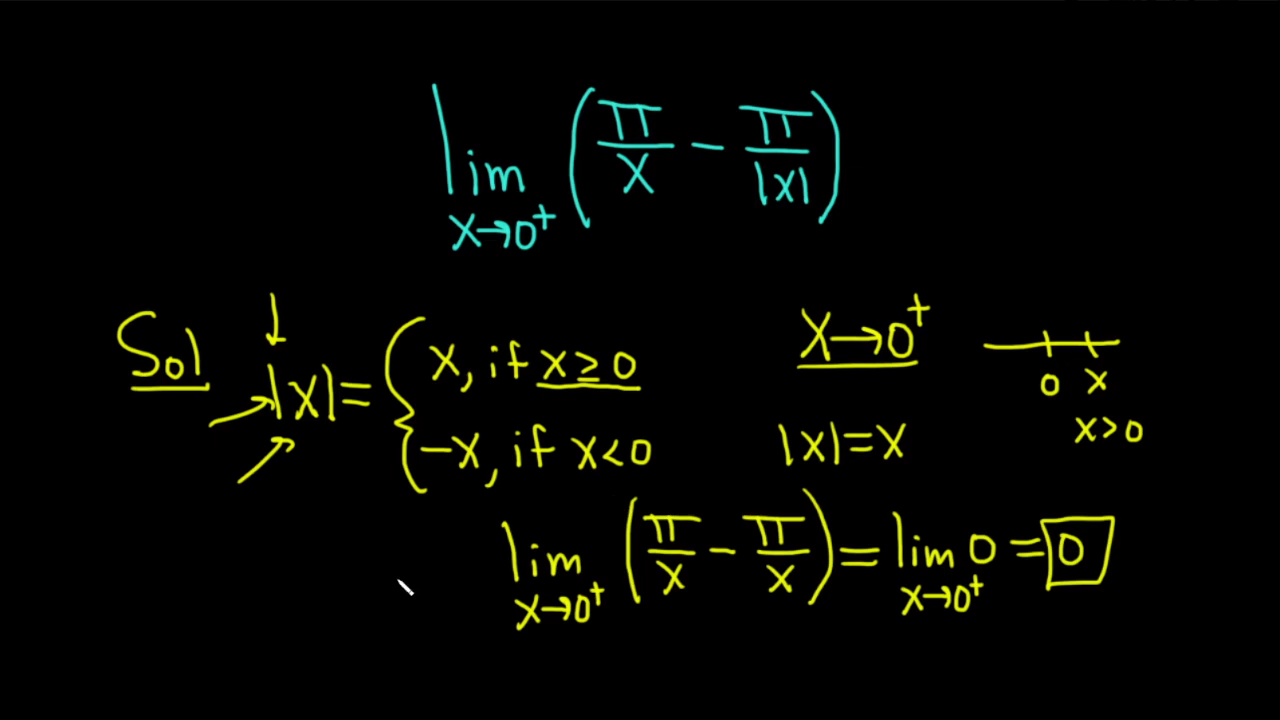 lim x→0⁺ (π/x − π/|x|)
Sol |x| = { x, if x ≥ 0
−x, if x < 0
x→0⁺
0 x
x > 0
|x| = x
lim x→0⁺ (π/x − π/x) = lim x→0⁺ 0 = 0